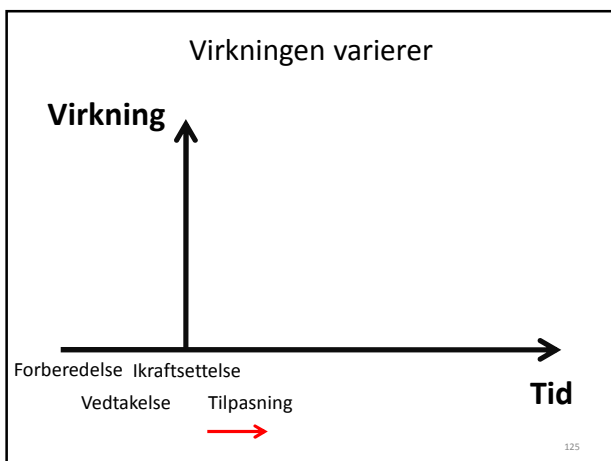 Virkningen varierer
Virkning
Forberedelse Ikraftsettelse
Tid
Vedtakelse Tilpasning
125